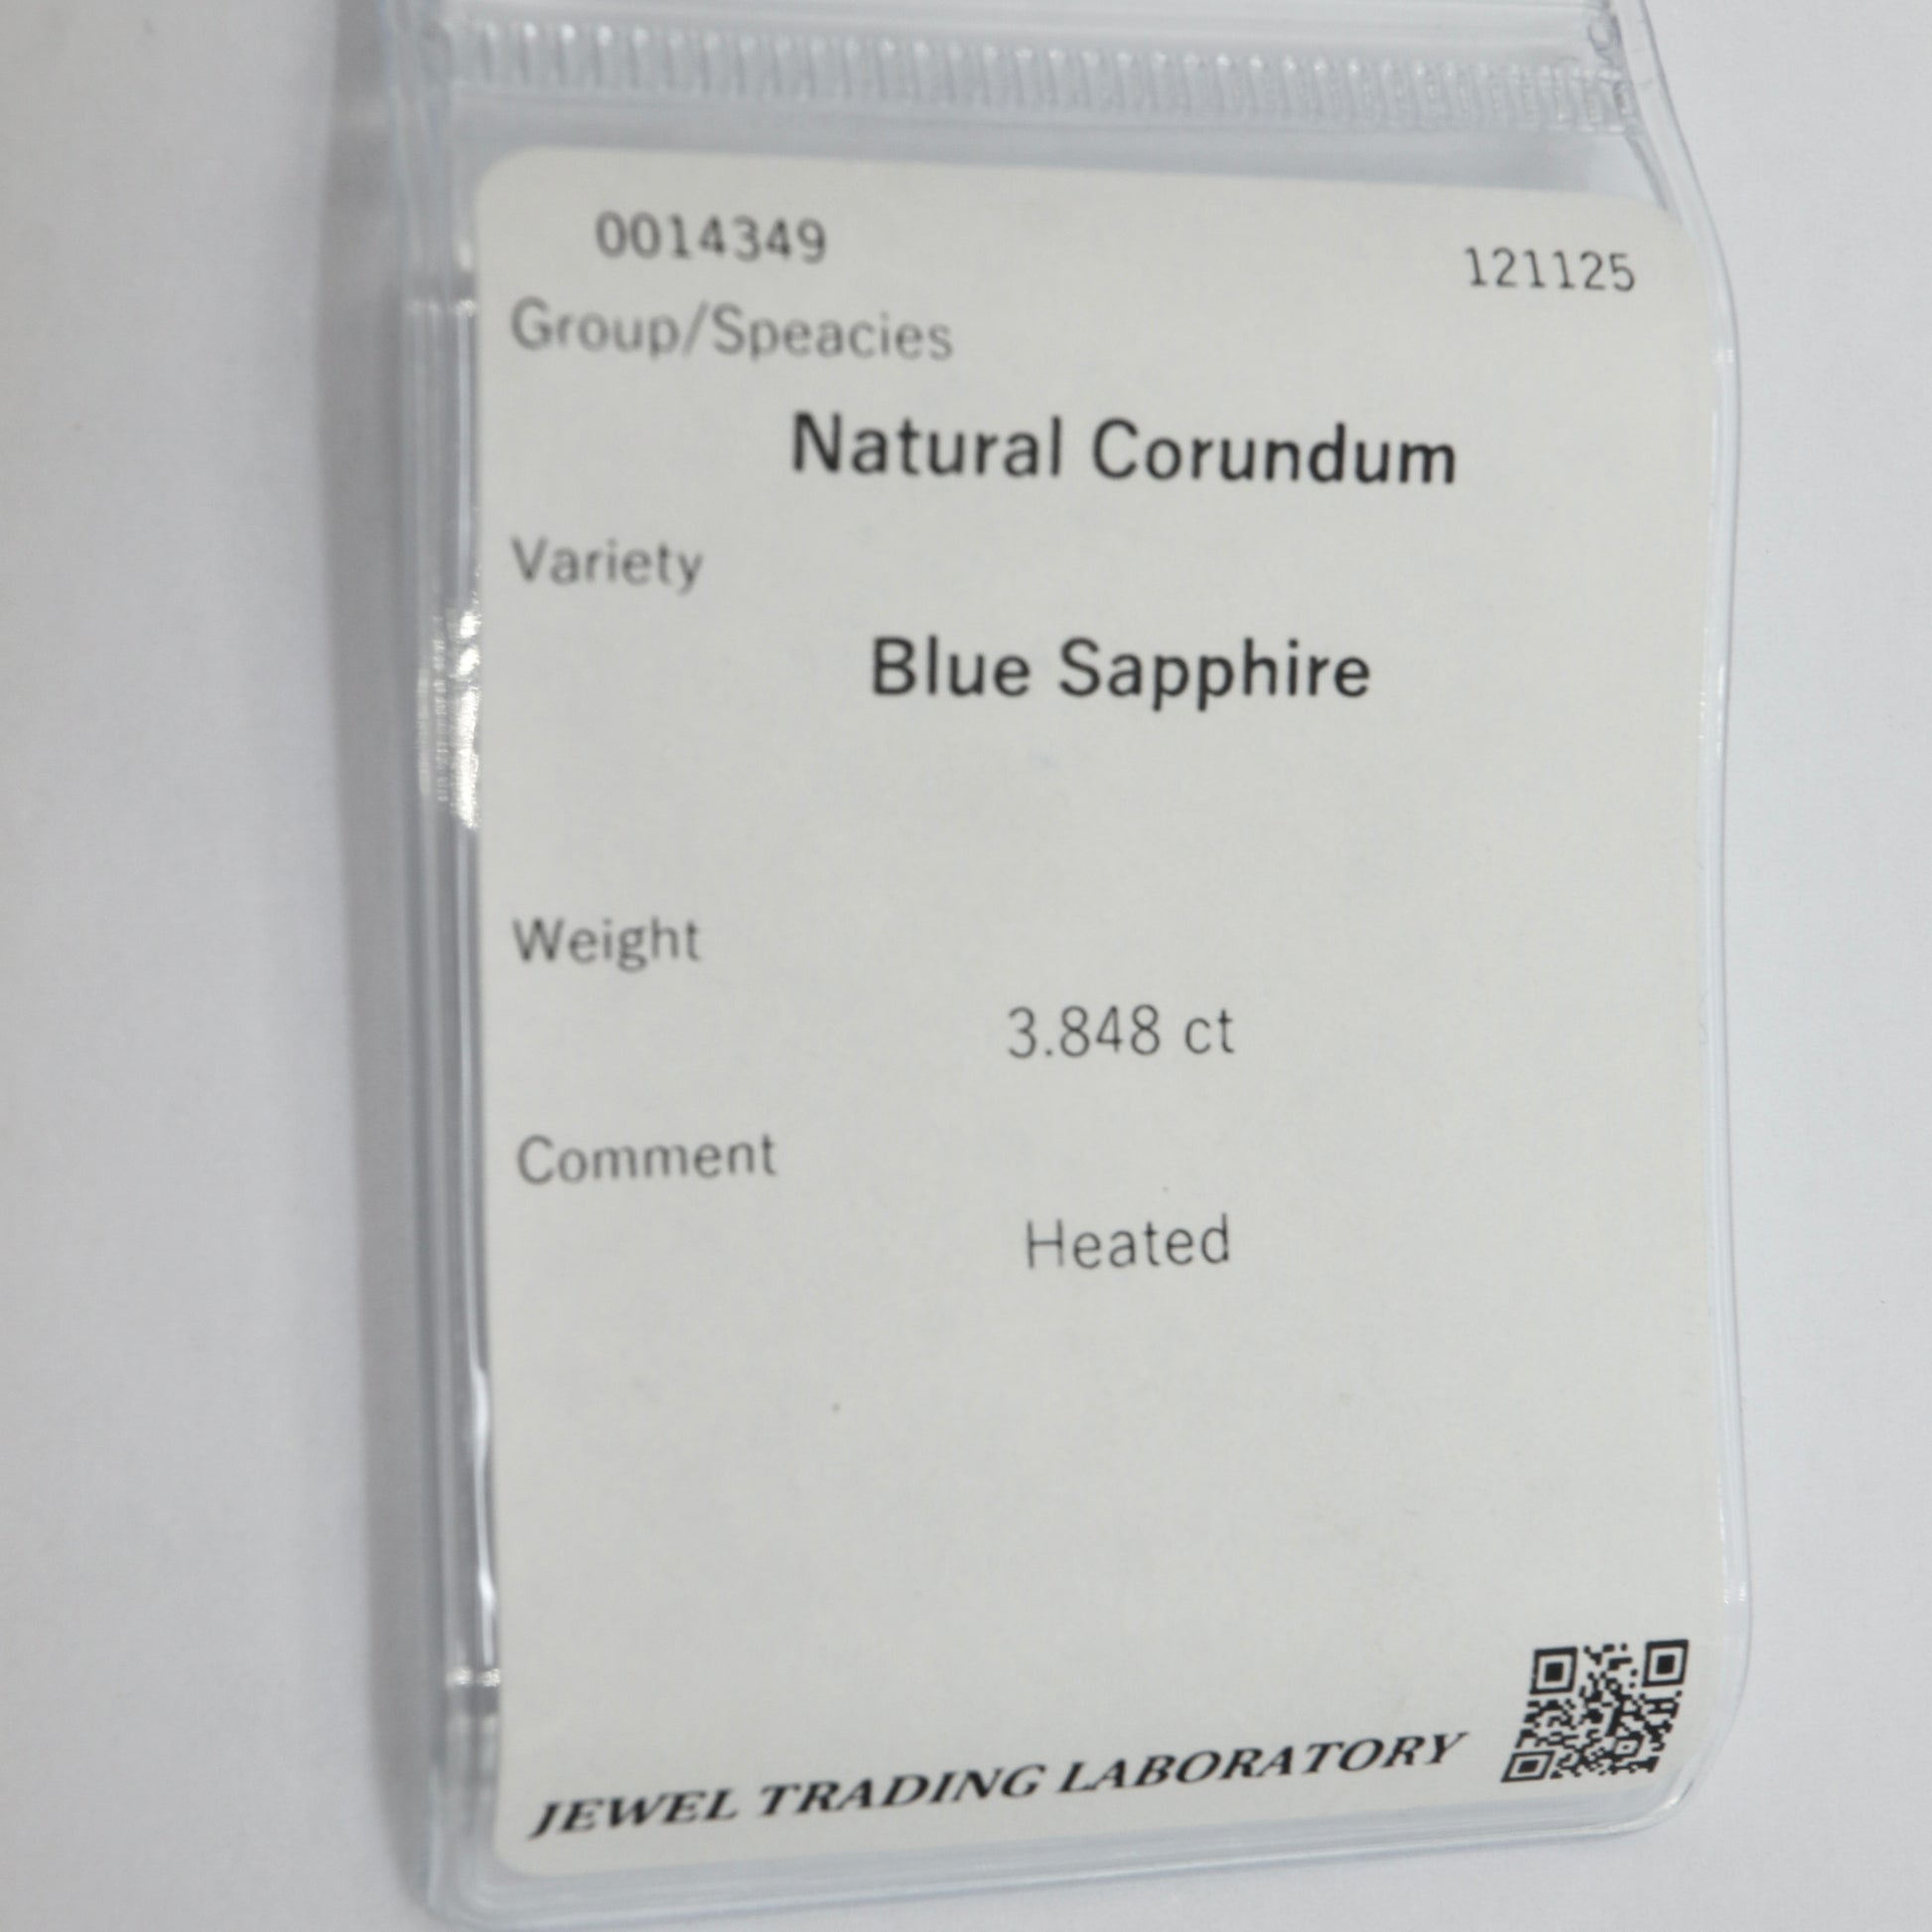 0014349 121125
Group/Speacies
Natural Corundum
Variety
Blue Sapphire
Weight
3.848 ct
Comment
Heated
JEWEL TRADING LABORATORY